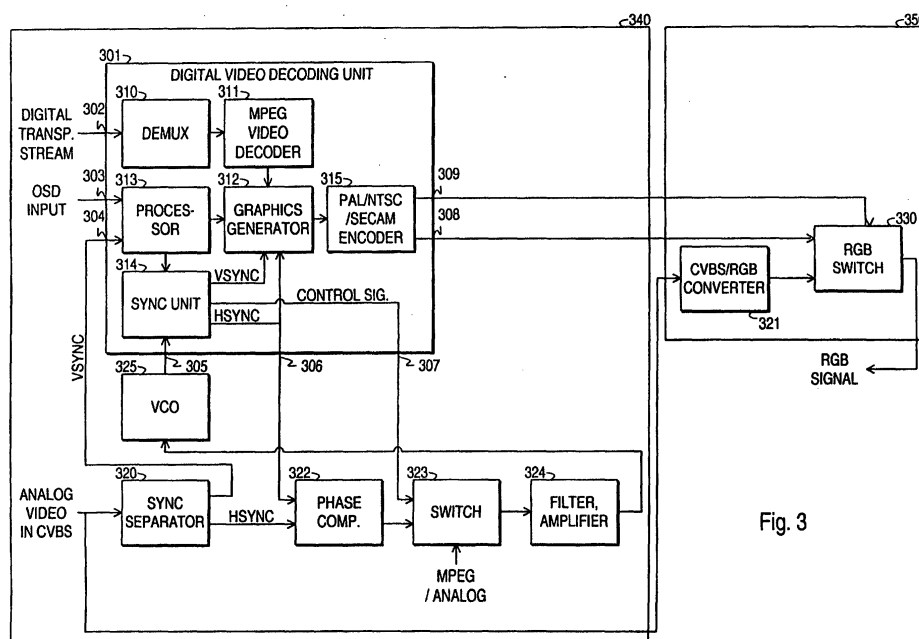 340
350
301
DIGITAL VIDEO DECODING UNIT
310
311
302
DIGITAL
TRANSP.
STREAM
DEMUX
MPEG
VIDEO
DECODER
303
313
312
315
309
OSD
INPUT
304
PROCES-
SOR
GRAPHICS
GENERATOR
PAL/NTSC
/SECAM
ENCODER
308
330
RGB
SWITCH
314
VSYNC
SYNC UNIT
CONTROL SIG.
HSYNC
CVBS/RGB
CONVERTER
321
VSYNC
325
305
306
307
RGB
SIGNAL
VCO
320
322
323
324
ANALOG
VIDEO
IN CVBS
SYNC
SEPARATOR
HSYNC
PHASE
COMP.
SWITCH
FILTER,
AMPLIFIER
Fig. 3
MPEG
/ ANALOG